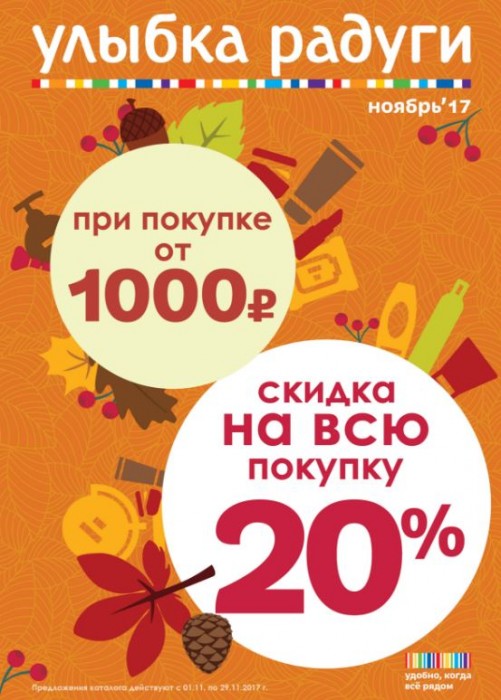 улыбка радуги
ноябрь'17
при покупке
от
1000₽
скидка
на всю
покупку
20%
удобно, когда
всё рядом
Предложения каталога действуют с 01.11. по 29.11.2017 г.